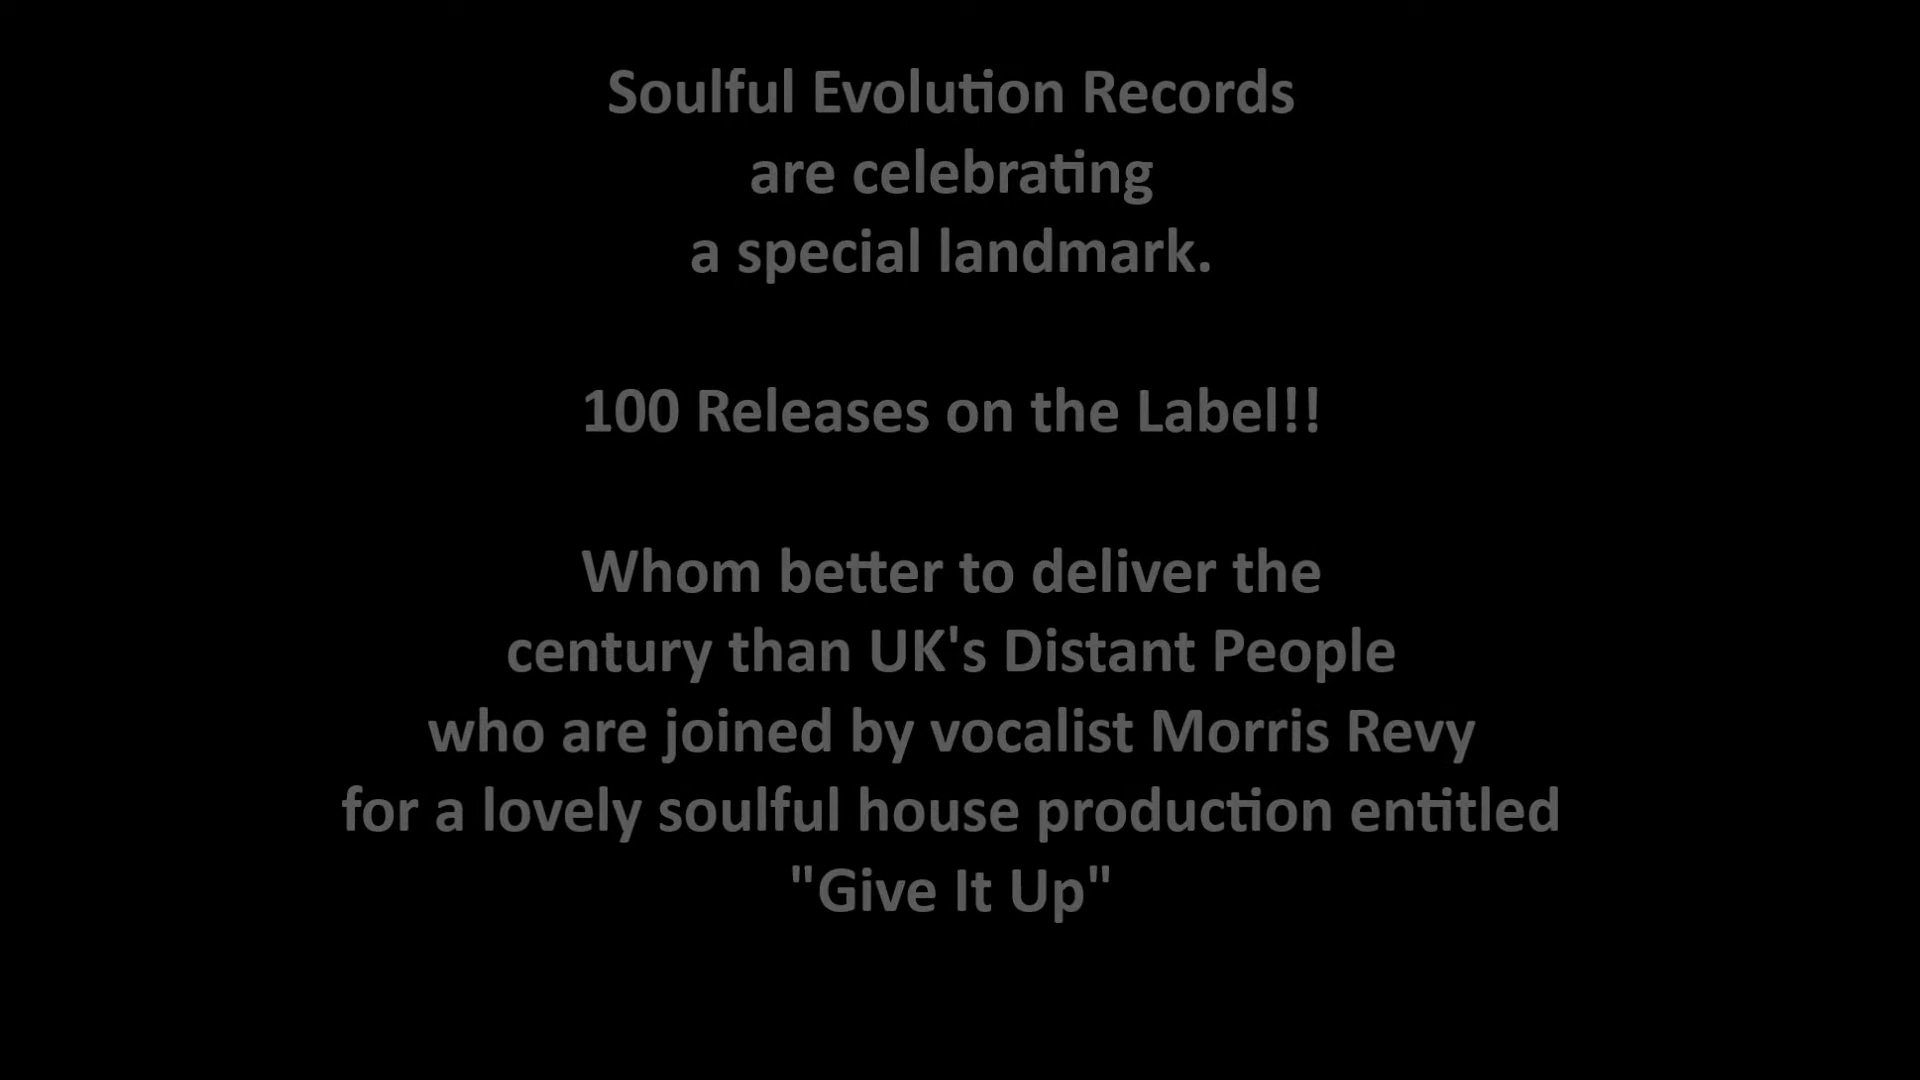 Soulful Evolution Records
are celebrating
a special landmark.
100 Releases on the Label!!
Whom better to deliver the
century than UK's Distant People
who are joined by vocalist Morris Revy
for a lovely soulful house production entitled
"Give It Up"